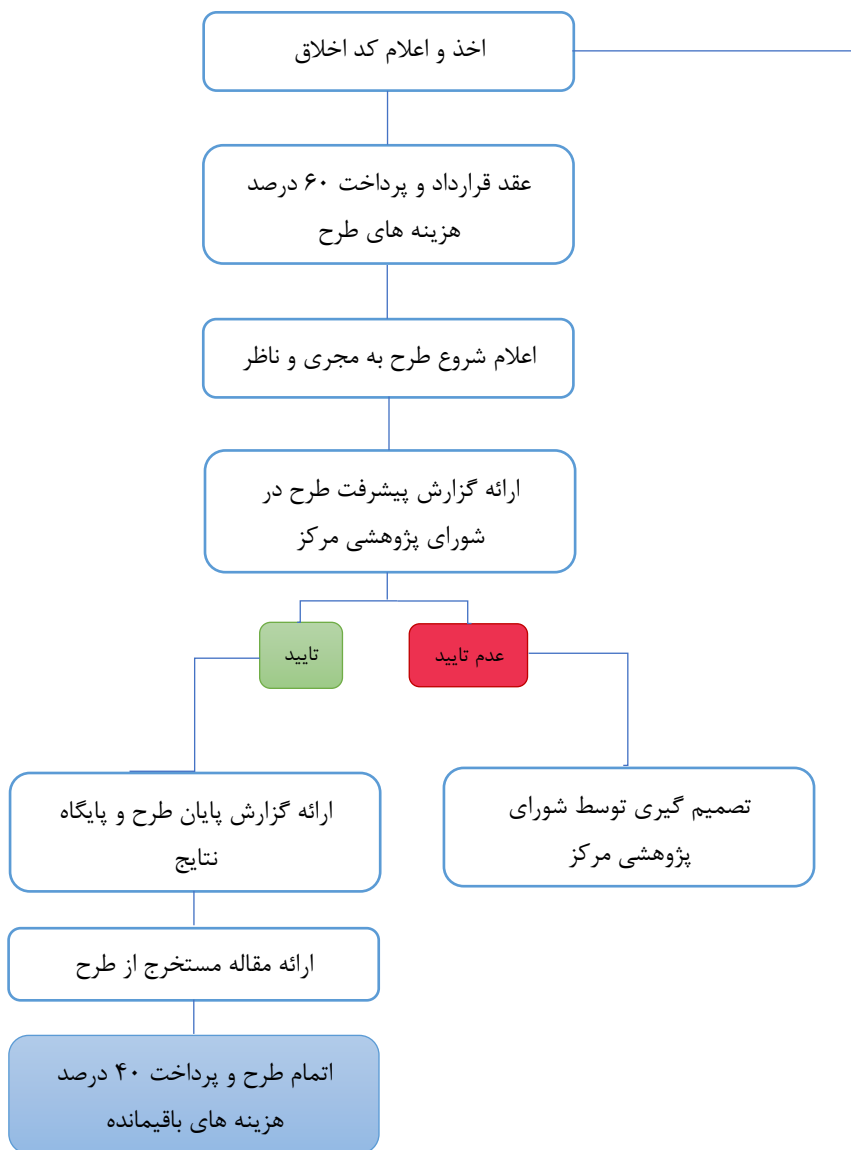 اخذ و اعلام کد اخلاق
عقد قرارداد و پرداخت ۶۰ درصد
هزینه های طرح
اعلام شروع طرح به مجری و ناظر
ارائه گزارش پیشرفت طرح در
شورای پژوهشی مرکز
عدم تایید
تایید
تصمیم گیری توسط شورای
پژوهشی مرکز
ارائه گزارش پایان طرح و پایگاه
نتایج
ارائه مقاله مستخرج از طرح
اتمام طرح و پرداخت ۴۰ درصد
هزینه های باقیمانده